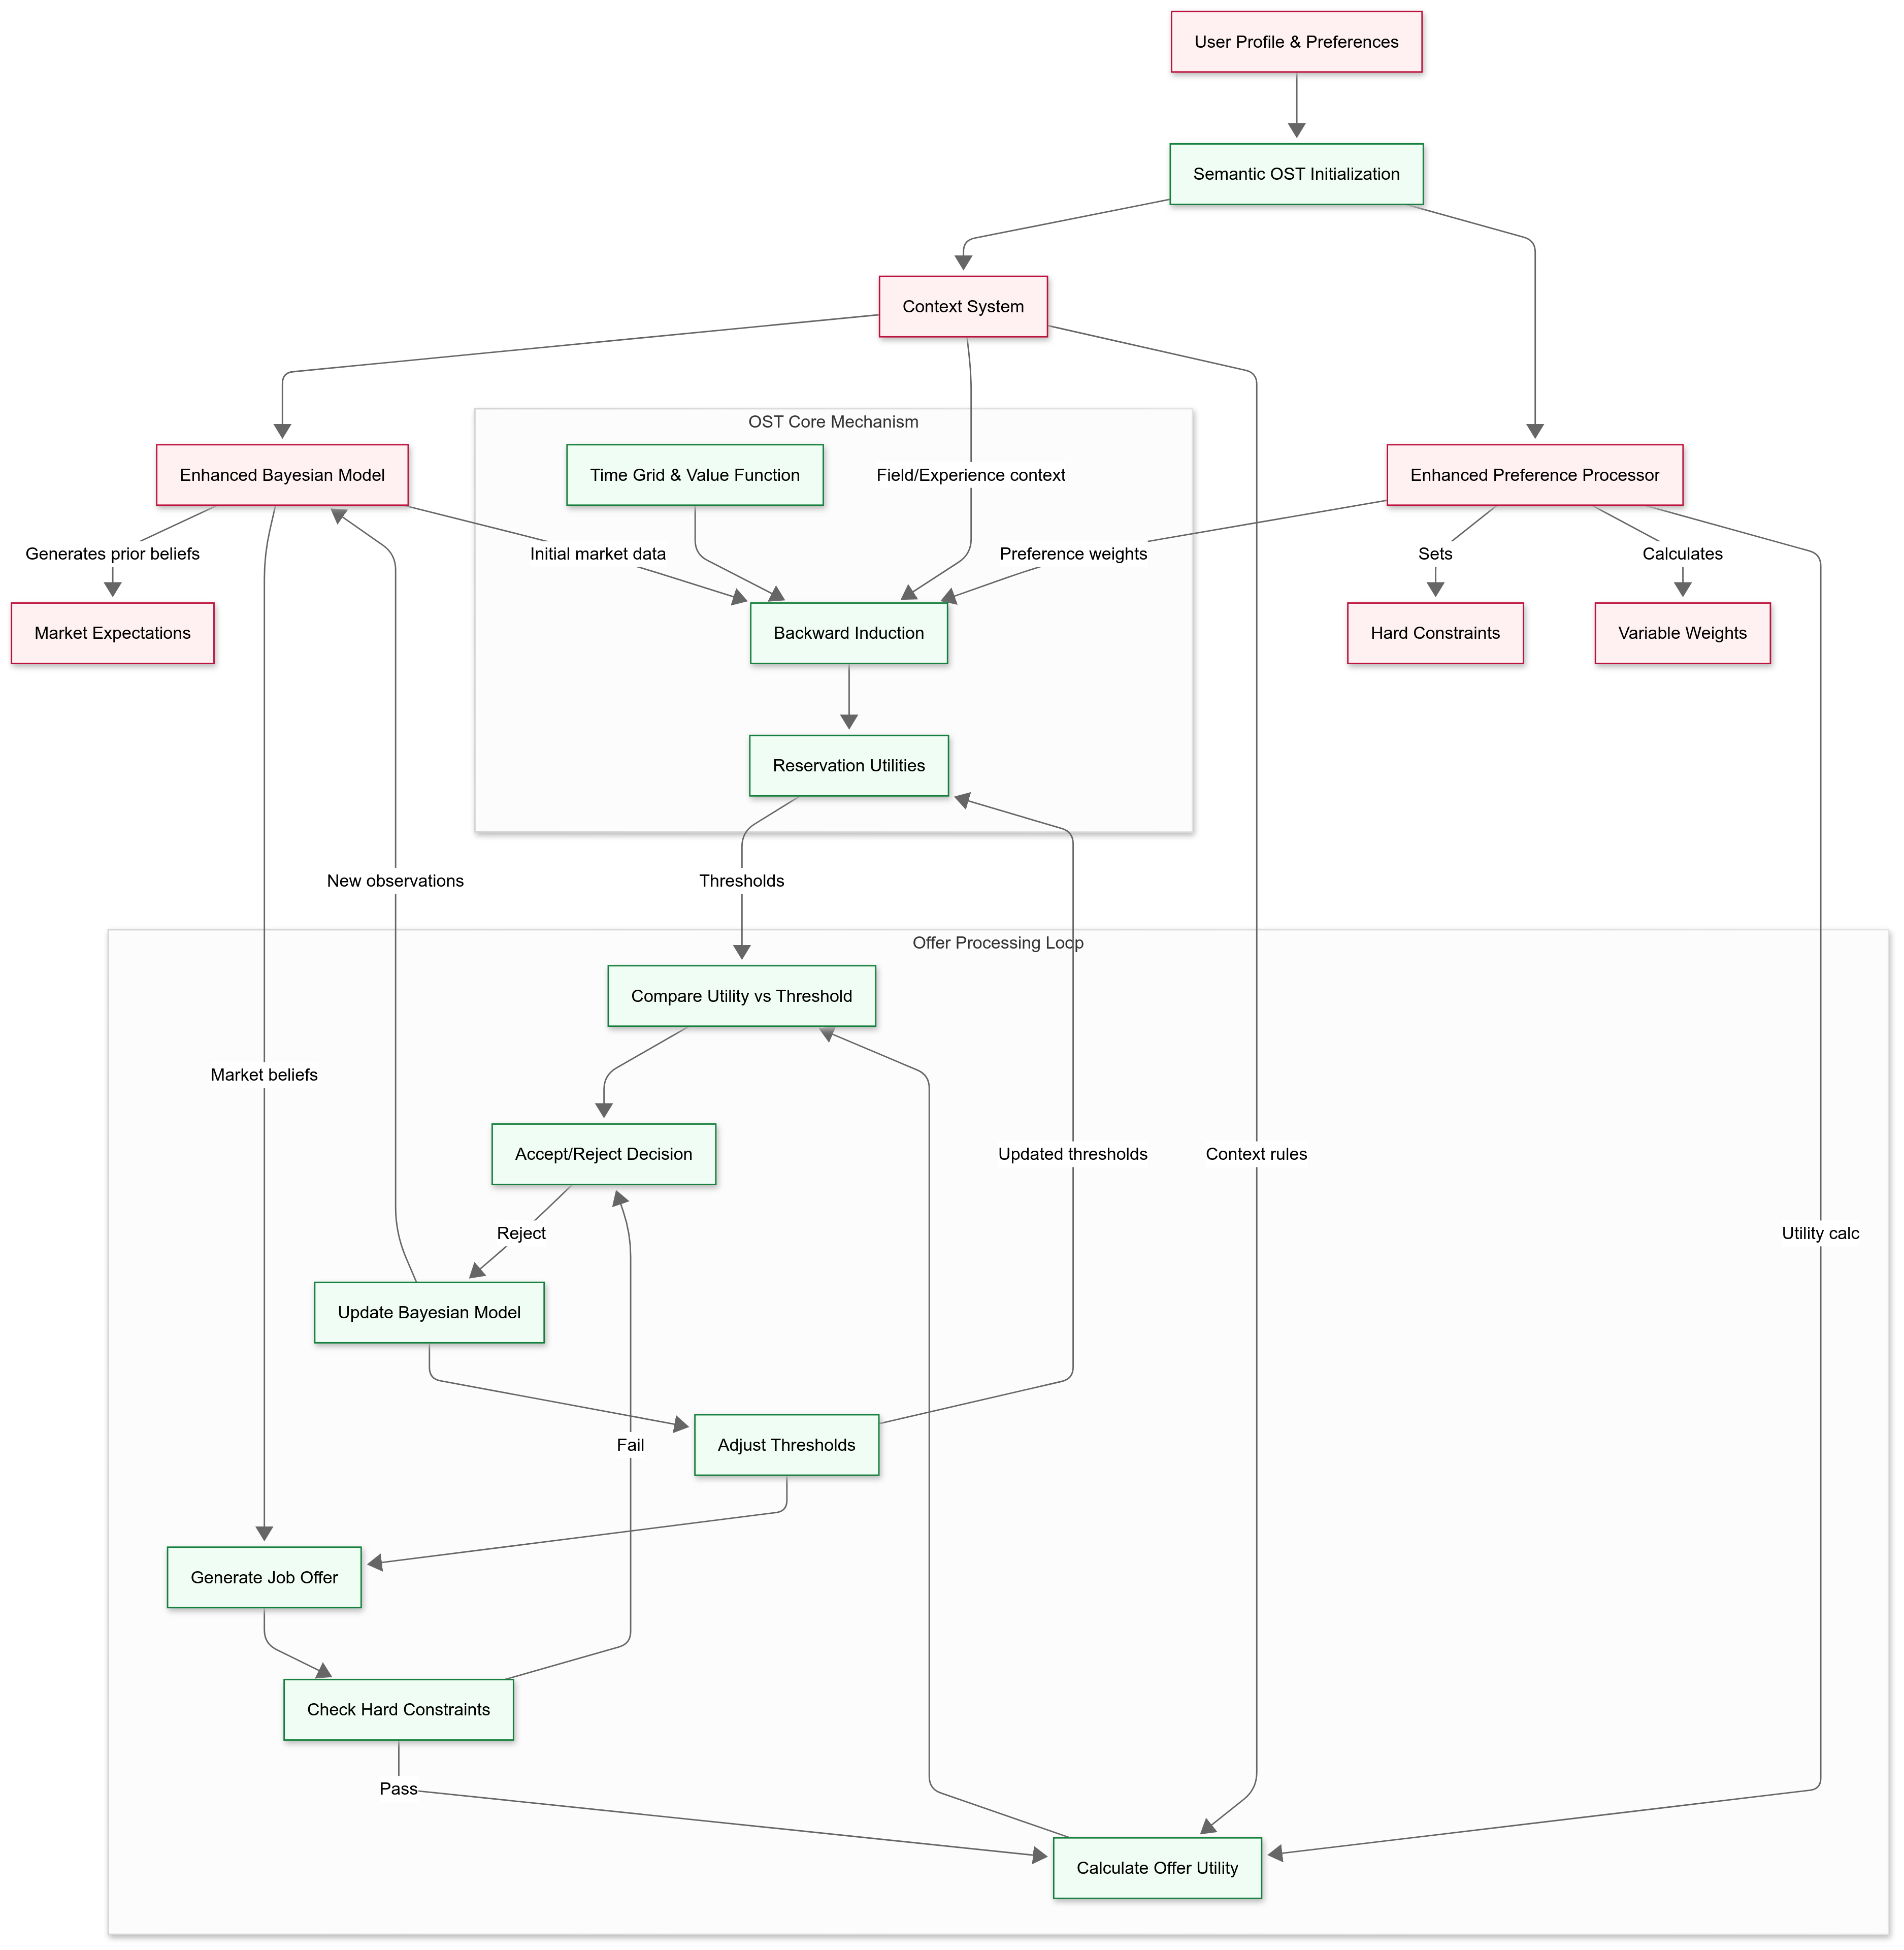 User Profile & Preferences
Semantic OST Initialization
Context System
OST Core Mechanism
Enhanced Bayesian Model
Time Grid & Value Function
Field/Experience context
Enhanced Preference Processor
Generates prior beliefs
Initial market data
Preference weights
Sets
Calculates
Market Expectations
Backward Induction
Hard Constraints
Variable Weights
Reservation Utilities
New observations
Thresholds
Offer Processing Loop
Compare Utility vs Threshold
Market beliefs
Accept/Reject Decision
Updated thresholds
Context rules
Reject
Utility calc
Update Bayesian Model
Fail
Adjust Thresholds
Generate Job Offer
Check Hard Constraints
Pass
Calculate Offer Utility